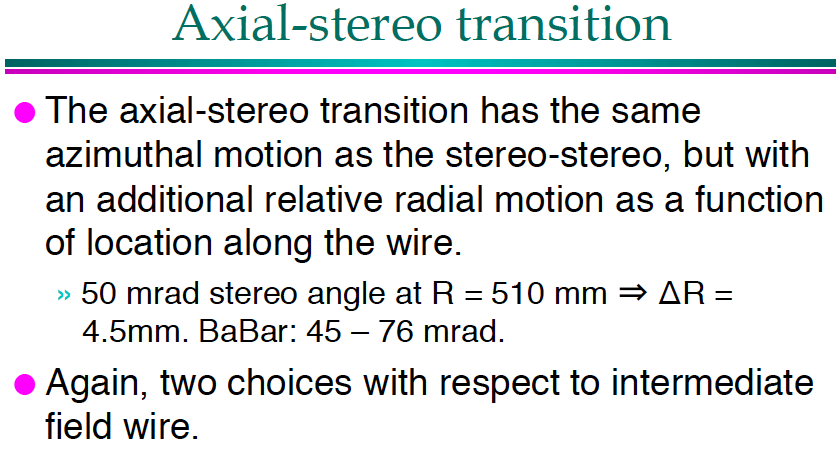 Axial-stereo transition
● The axial-stereo transition has the same
azimuthal motion as the stereo-stereo, but with
an additional relative radial motion as a function
of location along the wire.
» 50 mrad stereo angle at R = 510 mm ⇒ ΔR =
4.5mm. BaBar: 45 – 76 mrad.
● Again, two choices with respect to intermediate
field wire.